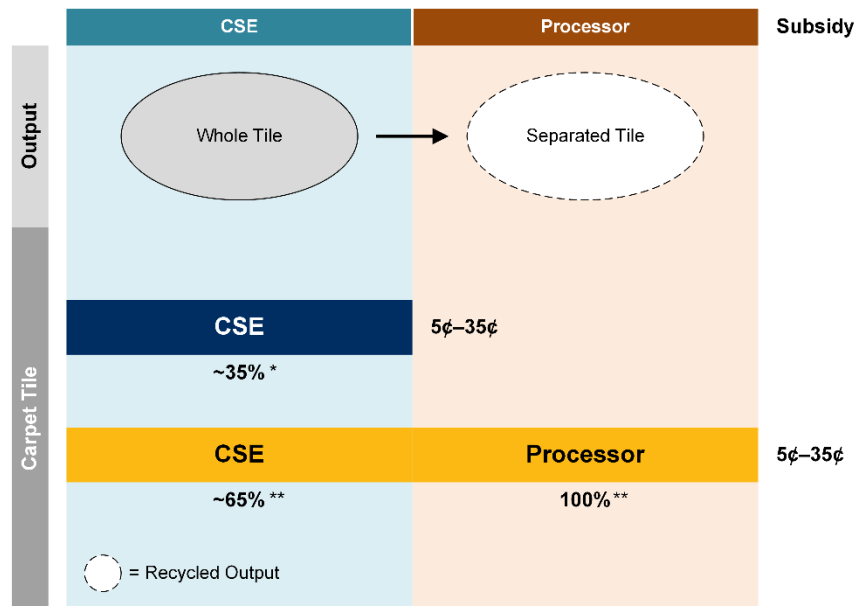 CSE
Processor
Subsidy
Output
Whole Tile
Separated Tile
Carpet Tile
CSE
5¢–35¢
~35% *
CSE
Processor
5¢–35¢
~65% **
100% **
= Recycled Output